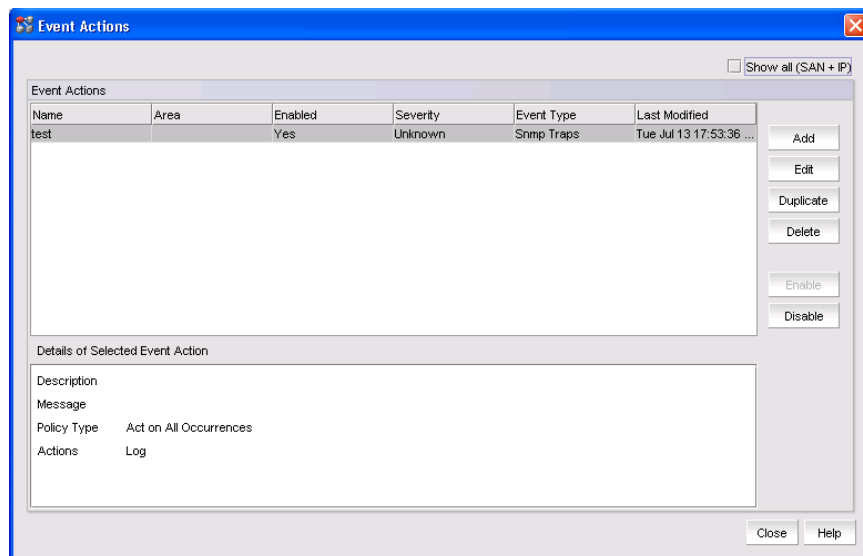 Event Actions
Show all (SAN + IP)
Event Actions
Name Area Enabled Severity Event Type Last Modified
test Yes Unknown Snmp Traps Tue Jul 13 17:53:36 ...
Add
Edit
Duplicate
Delete
Enable
Disable
Details of Selected Event Action
Description
Message
Policy Type Act on All Occurrences
Actions Log
Close Help